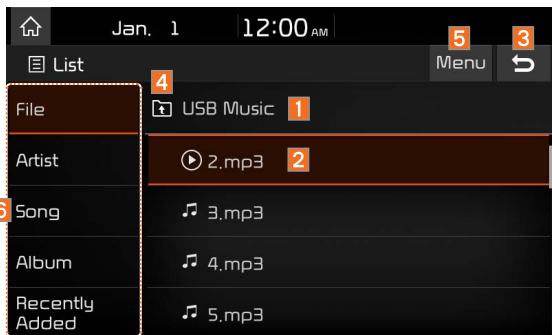 Jan. 1 12:00 AM
5 3
List Menu
4
File USB Music 1
Artist 2.mp3 2
6 Song 3.mp3
Album 4.mp3
Recently
Added 5.mp3